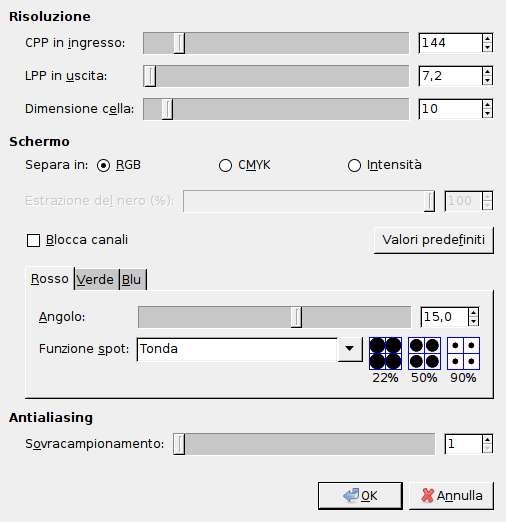 Risoluzione
CPP in ingresso: 144
LPP in uscita: 7,2
Dimensione cella: 10
Schermo
Separa in: RGB CMYK Intensità
Estrazione del nero (%): 100
Blocca canali Valori predefiniti
Rosso Verde Blu
Angolo: 15,0
Funzione spot: Tonda
22% 50% 90%
Antialiasing
Sovracampionamento: 1
OK Annulla